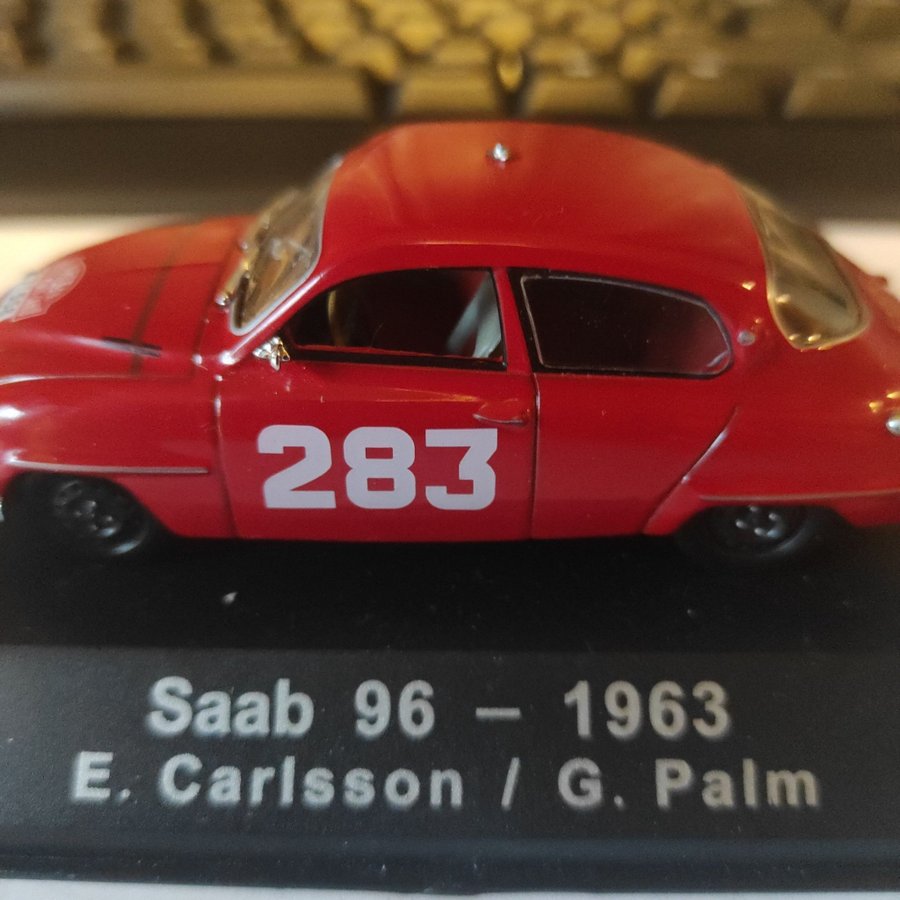 283
Saab 96 – 1963
E. Carlsson / G. Palm